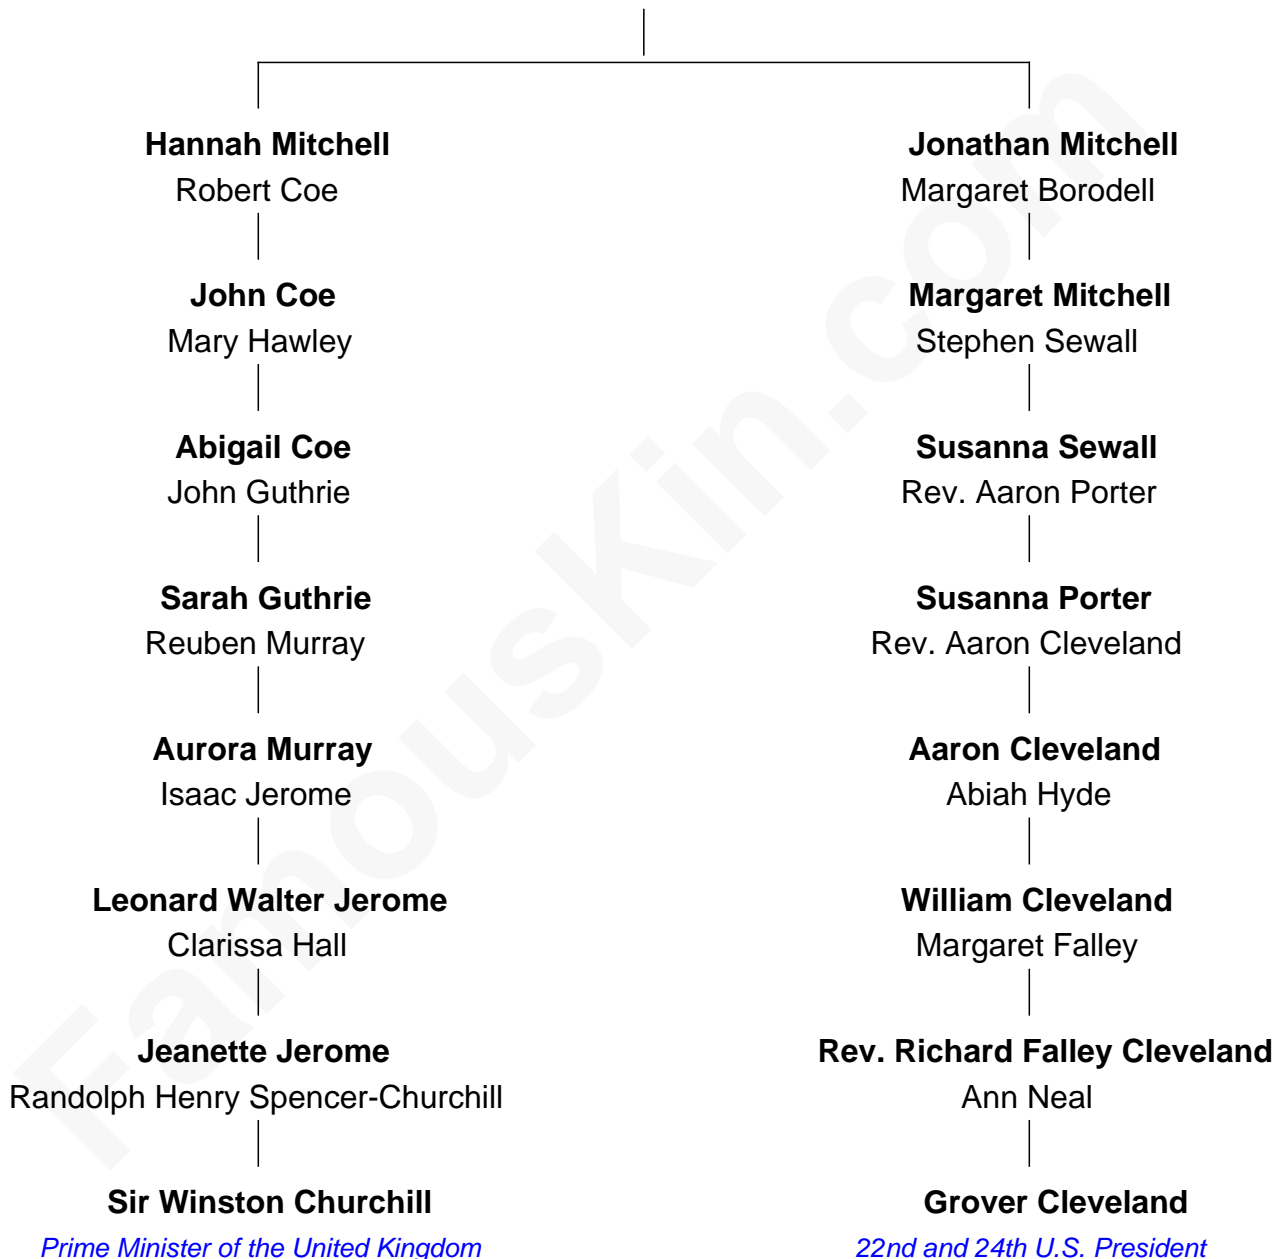 Hannah Mitchell
Robert Coe
John Coe
Mary Hawley
Abigail Coe
John Guthrie
Sarah Guthrie
Reuben Murray
Aurora Murray
Isaac Jerome
Leonard Walter Jerome
Clarissa Hall
Jeanette Jerome
Randolph Henry Spencer-Churchill
Sir Winston Churchill
Prime Minister of the United Kingdom
Jonathan Mitchell
Margaret Borodell
Margaret Mitchell
Stephen Sewall
Susanna Sewall
Rev. Aaron Porter
Susanna Porter
Rev. Aaron Cleveland
Aaron Cleveland
Abiah Hyde
William Cleveland
Margaret Falley
Rev. Richard Falley Cleveland
Ann Neal
Grover Cleveland
22nd and 24th U.S. President
FamousKin.com